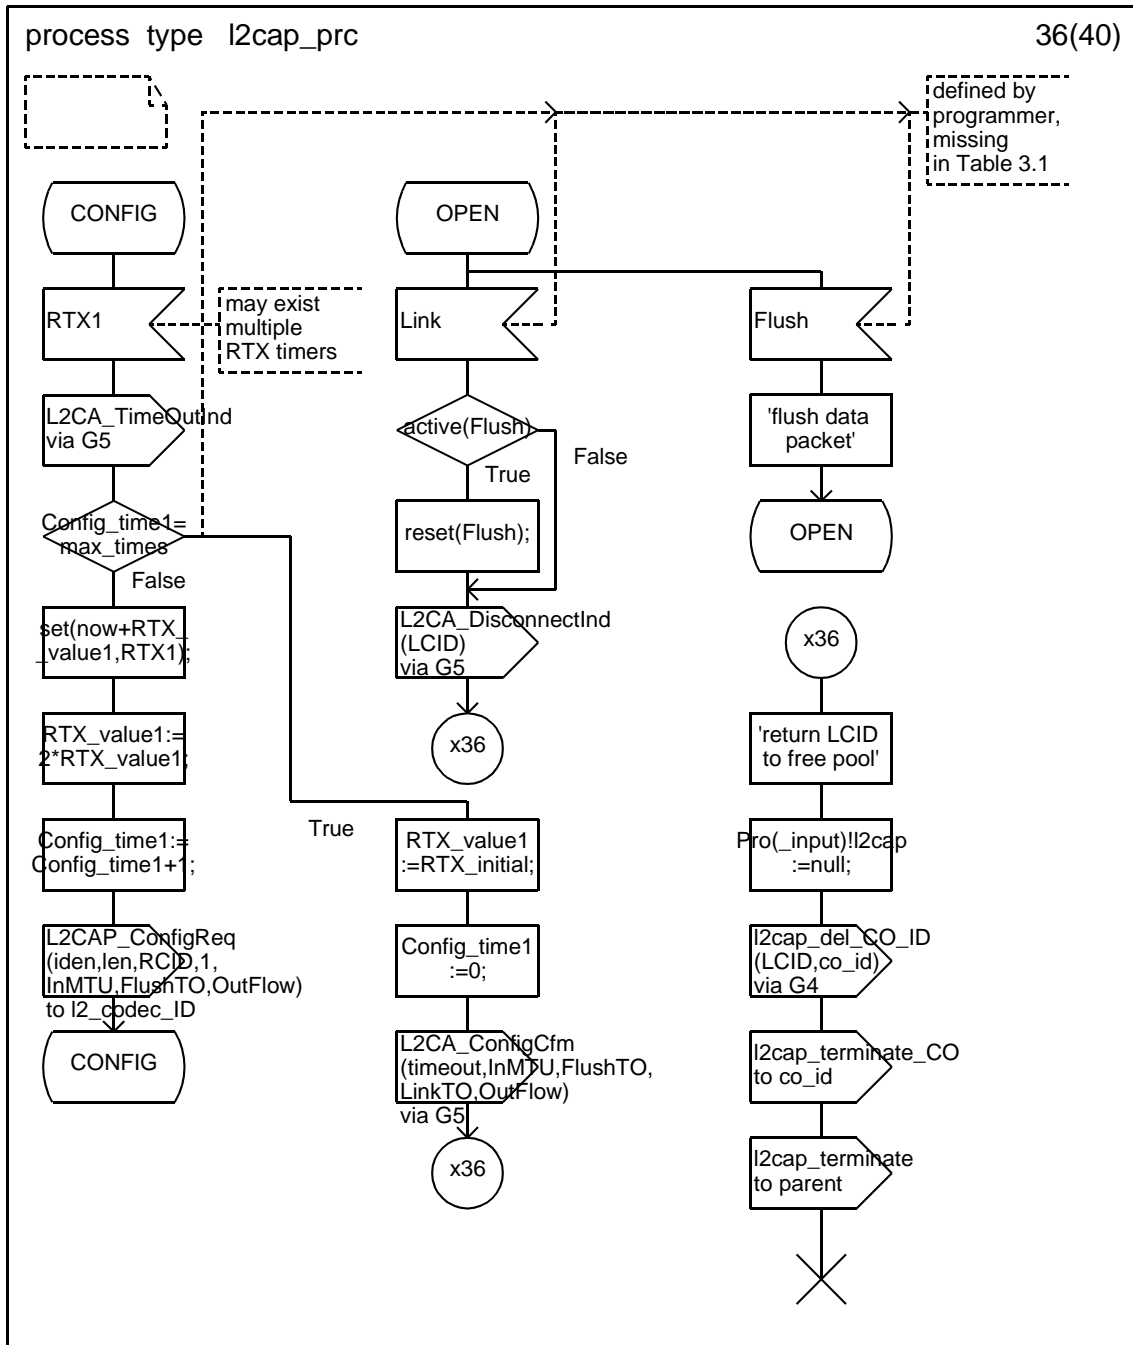 process type l2cap_prc
36(40)
defined by
programmer,
missing
in Table 3.1
CONFIG
RTX1
may exist
multiple
RTX timers
L2CA_TimeOutInd
via G5
Config_time1=
max_times
False
set(now+RTX_
_value1,RTX1);
RTX_value1:=
2*RTX_value1;
Config_time1:=
Config_time1+1;
L2CAP_ConfigReq
(iden,len,RCID,1,
InMTU,FlushTO,OutFlow)
to l2_codec_ID
CONFIG
True
OPEN
Link
active(Flush)
False
True
reset(Flush);
L2CA_DisconnectInd
(LCID)
via G5
x36
RTX_value1
:=RTX_initial;
Config_time1
:=0;
L2CA_ConfigCfm
(timeout,InMTU,FlushTO,
LinkTO,OutFlow)
via G5
x36
Flush
'flush data
packet'
OPEN
x36
'return LCID
to free pool'
Pro(_input)!l2cap
:=null;
l2cap_del_CO_ID
(LCID,co_id)
via G4
l2cap_terminate_CO
to co_id
l2cap_terminate
to parent